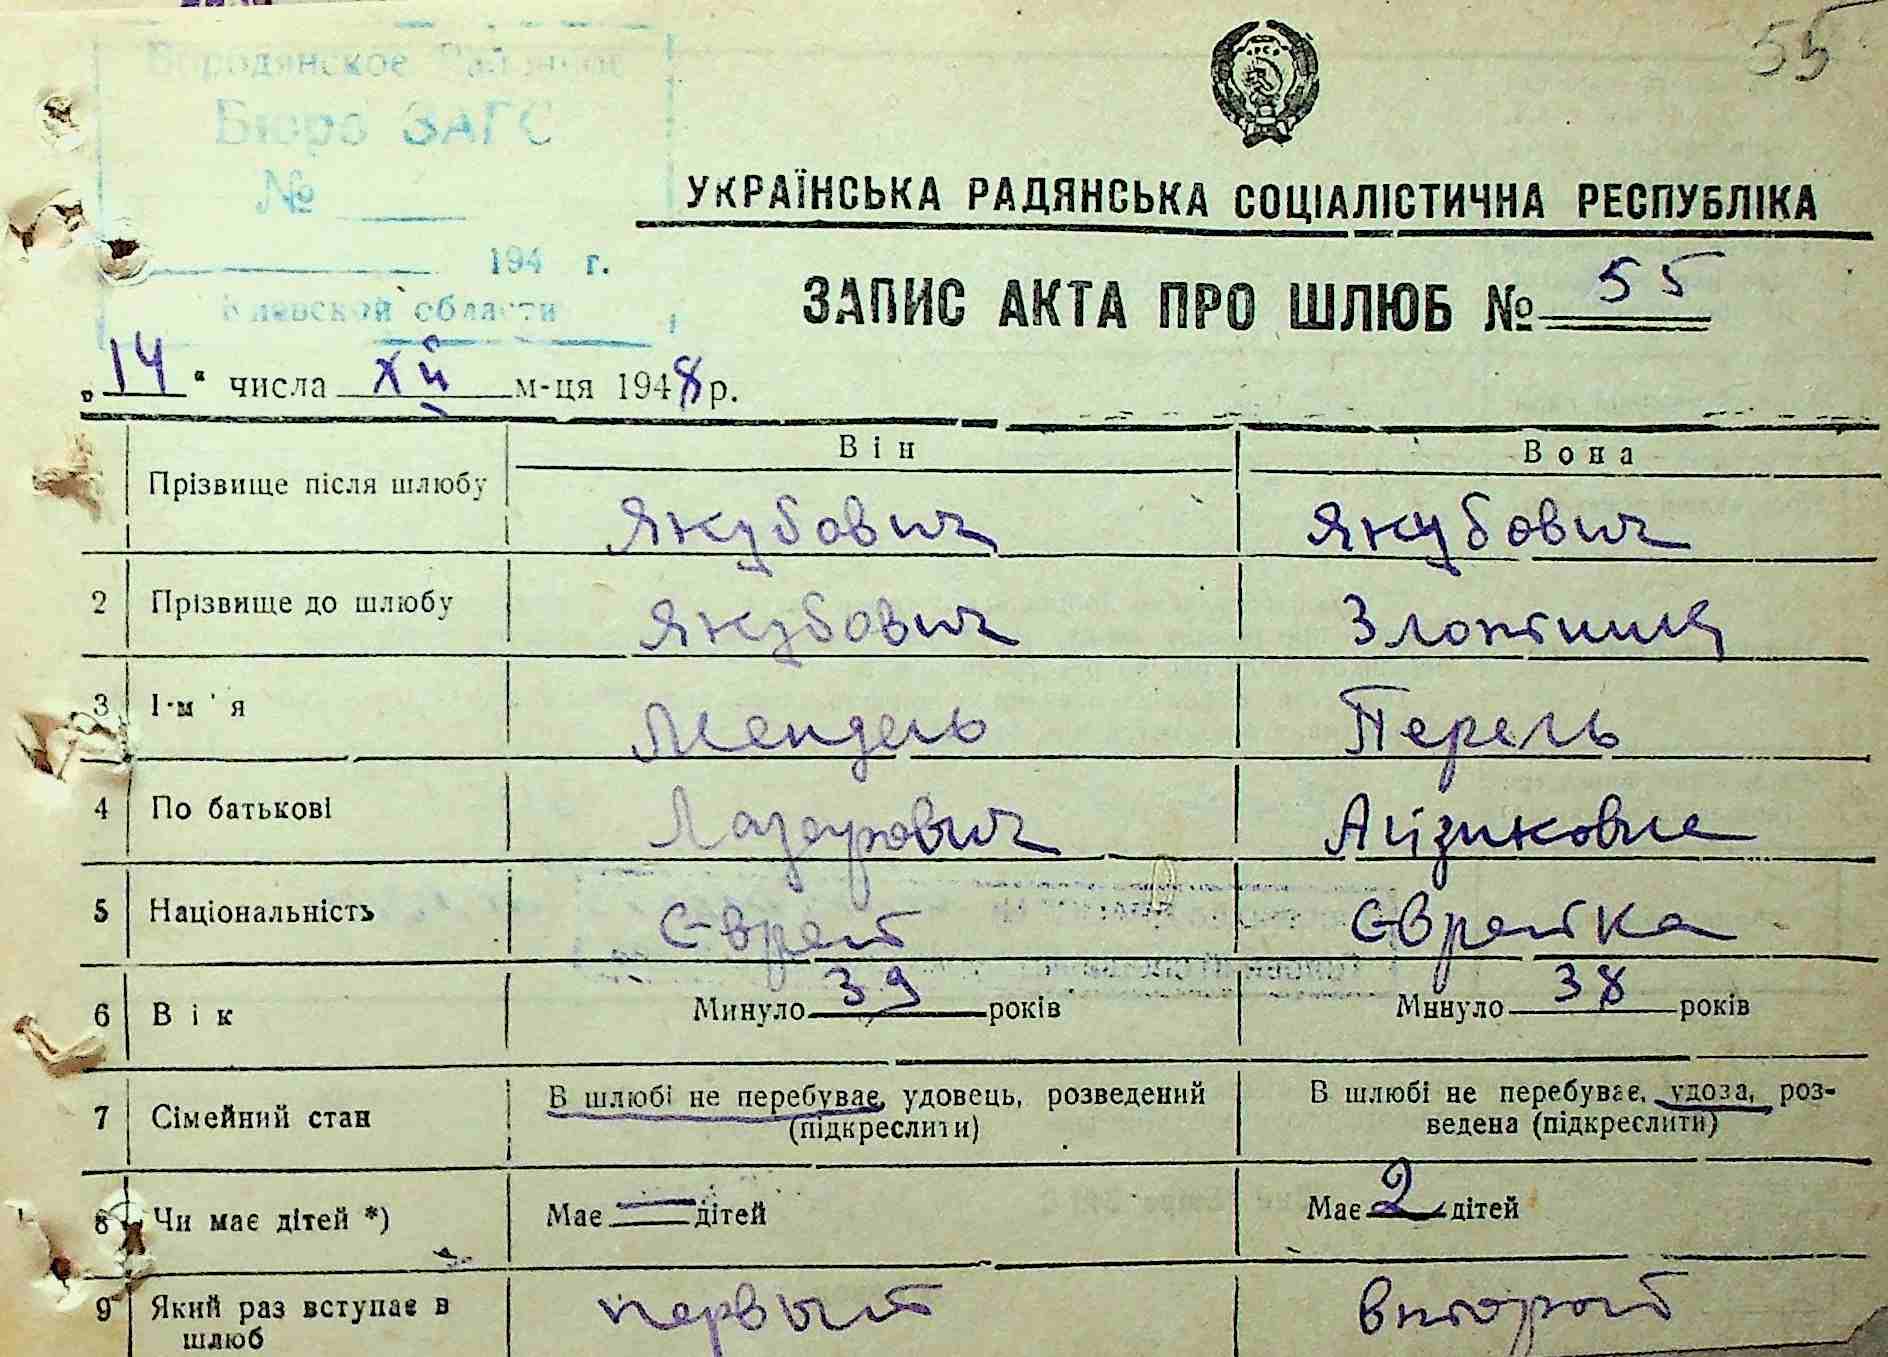 55
Бородянское Районное
Бюро ЗАГС
№
194 г.
Киевской области
УКРАЇНСЬКА РАДЯНСЬКА СОЦІАЛІСТИЧНА РЕСПУБЛІКА
ЗАПИС АКТА ПРО ШЛЮБ № 55
„14“ числа XII м-ця 1948 р.
Він Вона
Прізвище після шлюбу Якубович Якубович
2 Прізвище до шлюбу Якубович
3 І-м'я Мендель Перель
4 По батькові Лазарович Айзиковна
5 Національність Єврей Єврейка
6 Вік Минуло 39 років Минуло 38 років
7 Сімейний стан В шлюбі не перебуває, удовець, розведений (підкреслити) В шлюбі не перебуває, удова, роз-
ведена (підкреслити)
8 Чи має дітей *) Має — дітей Має 2 дітей
9 Який раз вступає в первый второй
шлюб